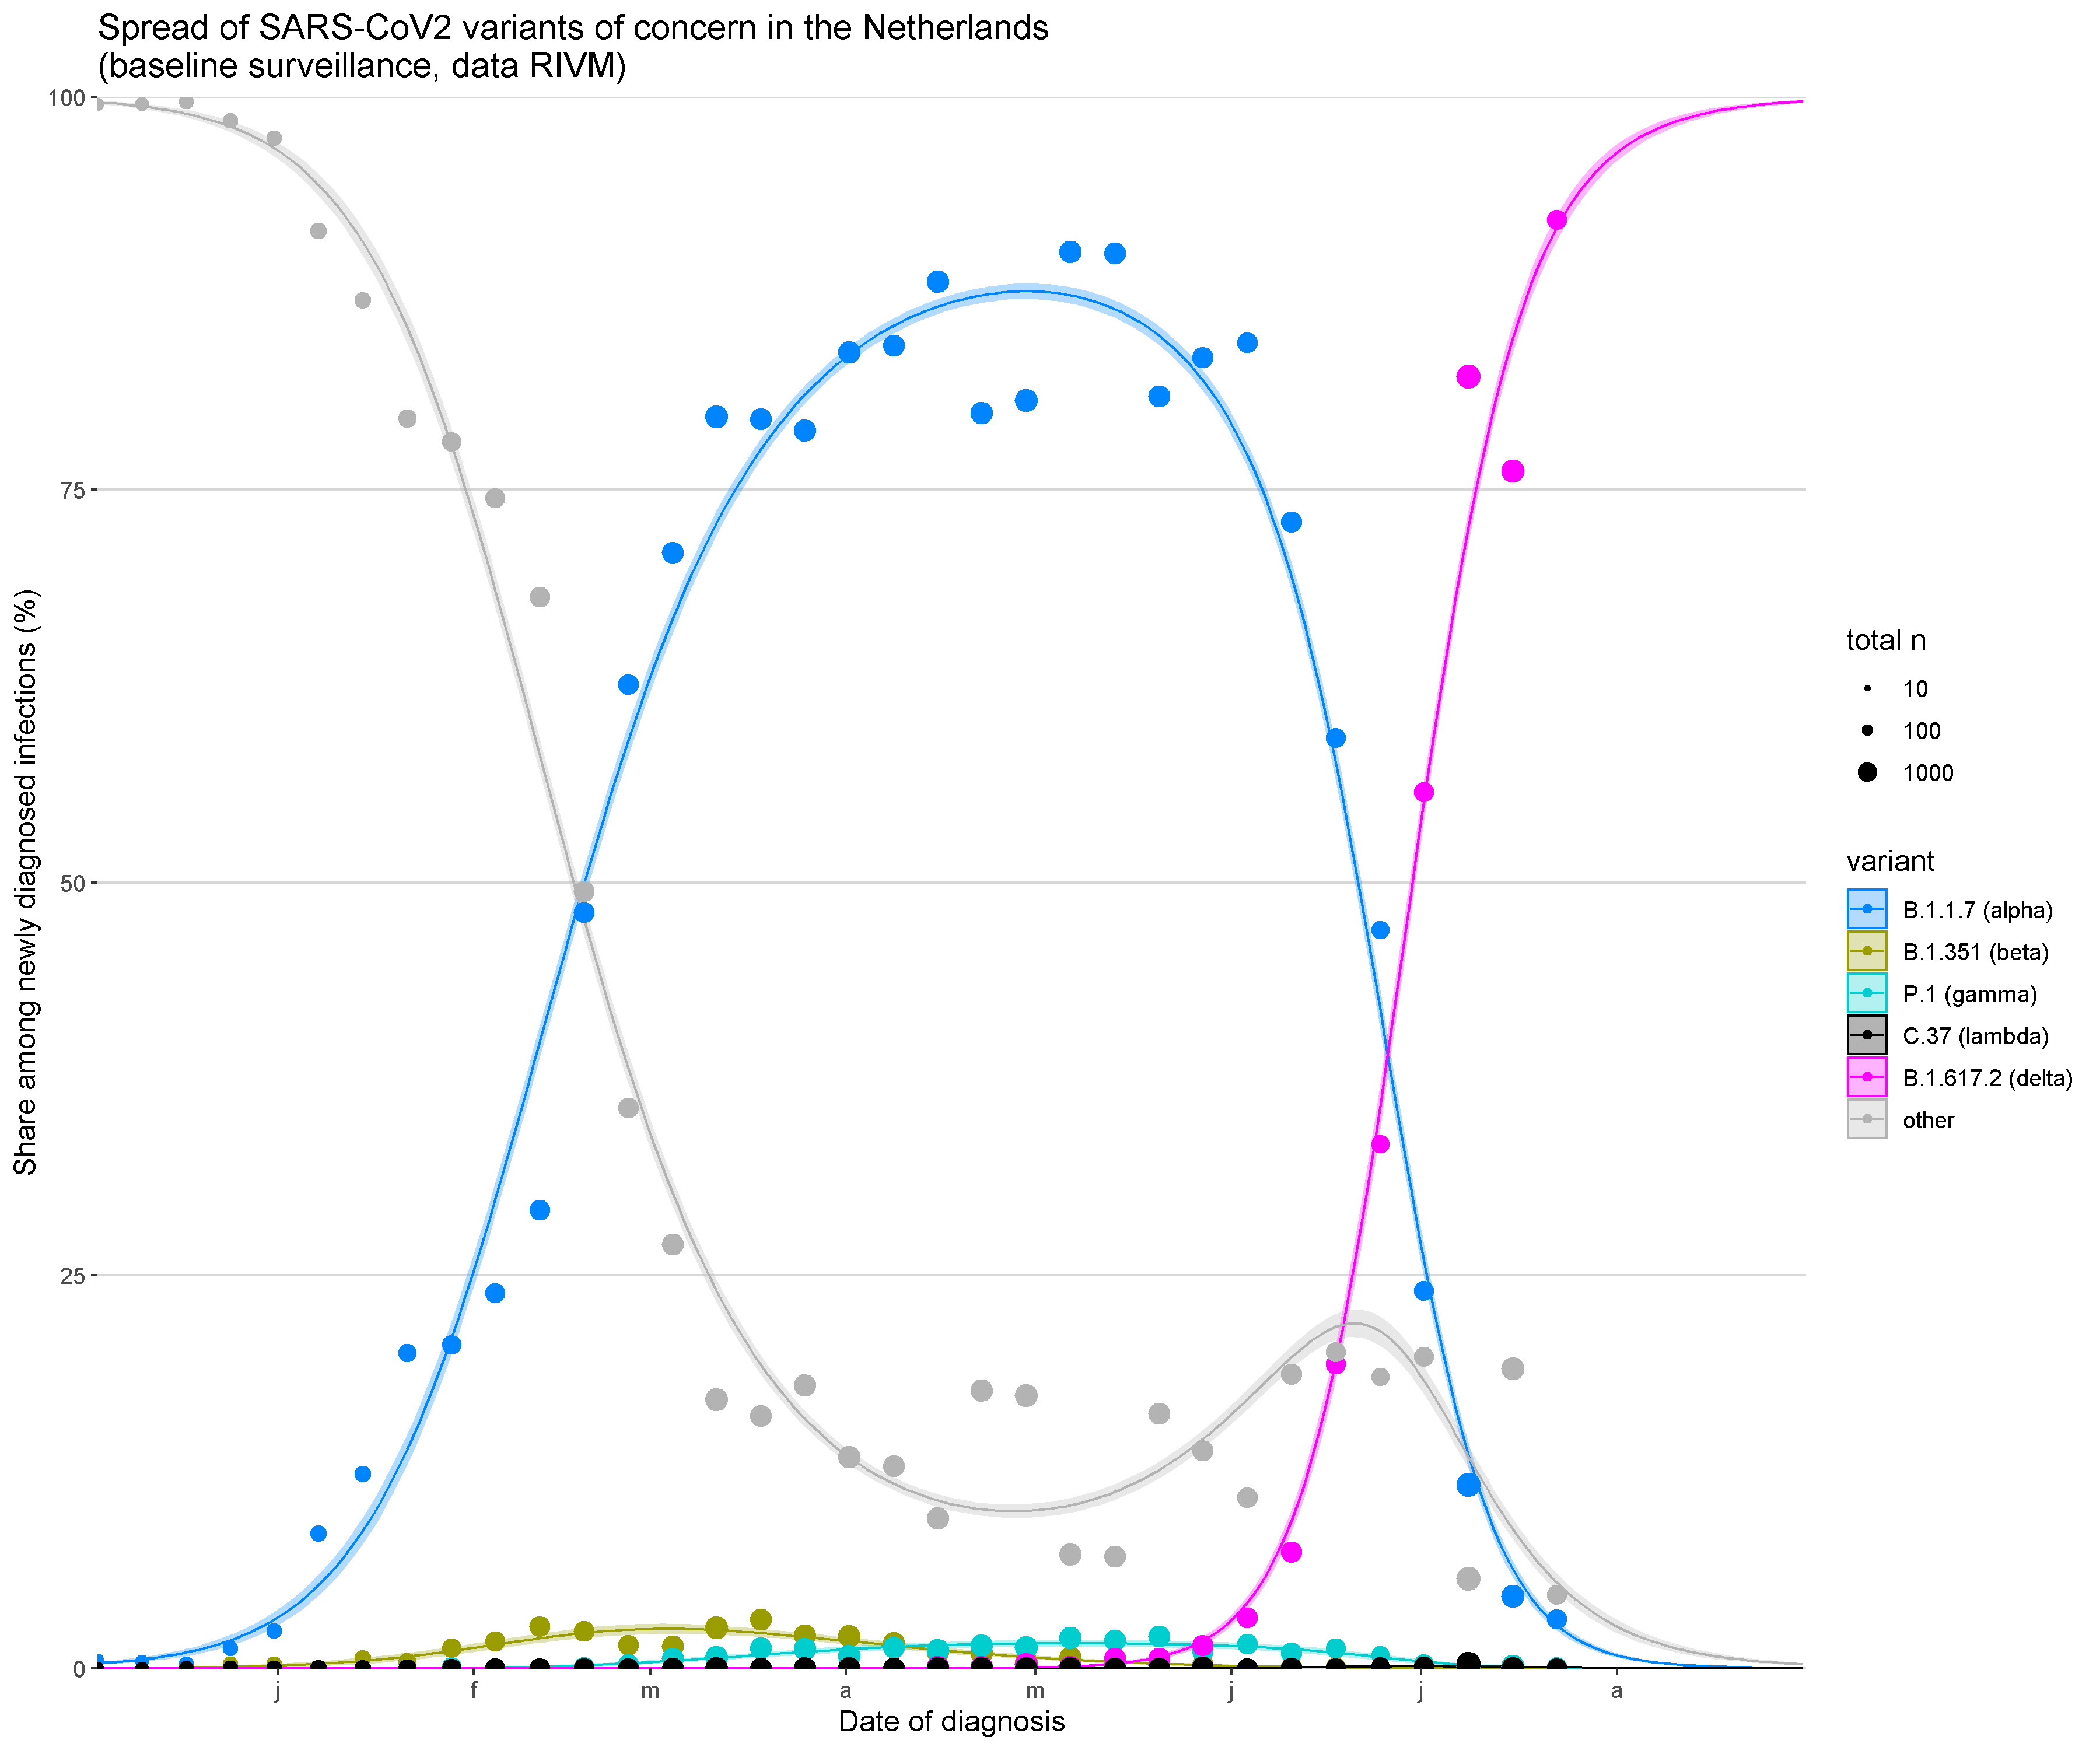 Spread of SARS-CoV2 variants of concern in the Netherlands
(baseline surveillance, data RIVM)
Share among newly diagnosed infections (%)
100
75
50
25
0
j
f
m
a
m
j
j
a
Date of diagnosis
total n
10
100
1000
variant
B.1.1.7 (alpha)
B.1.351 (beta)
P.1 (gamma)
C.37 (lambda)
B.1.617.2 (delta)
other